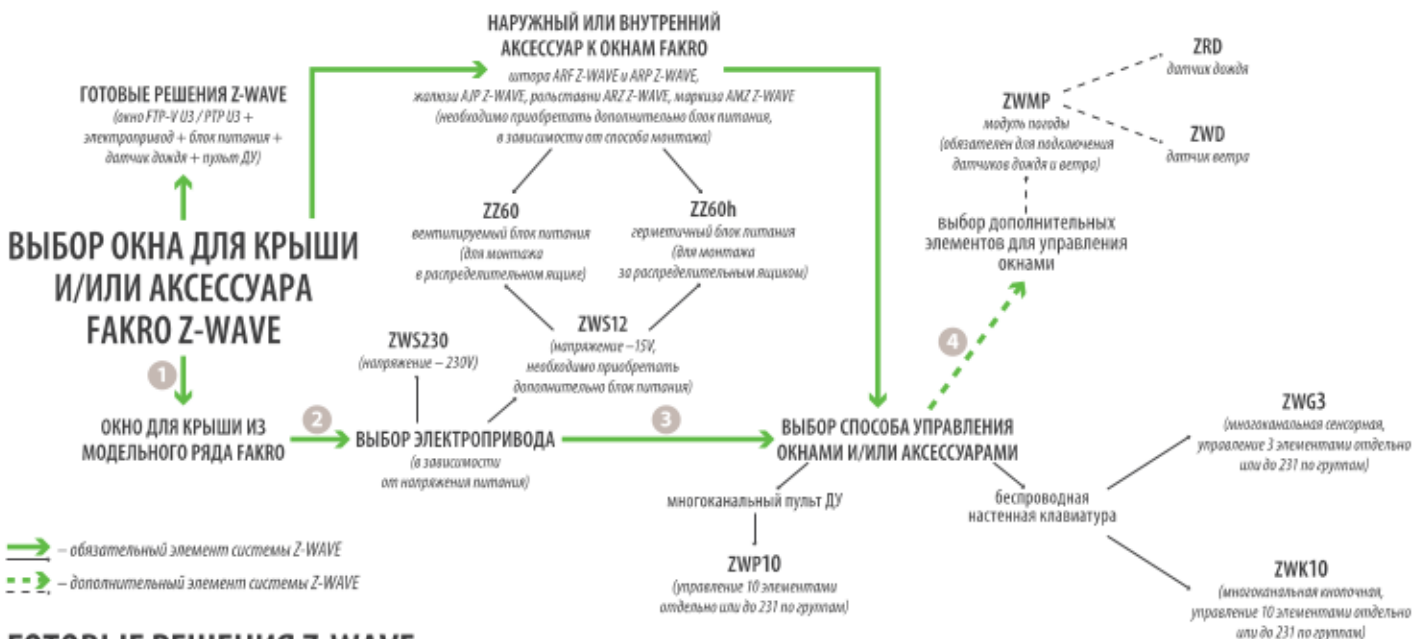 НАРУЖНЫЙ ИЛИ ВНУТРЕННИЙ
АКСЕССУАР К ОКНАМ FAKRO
штора ARF Z-WAVE и ARP Z-WAVE,
жалюзи AJP Z-WAVE, рольставни ARZ Z-WAVE, маркиза AMZ Z-WAVE
(необходимо приобретать дополнительно блок питания,
в зависимости от способа монтажа)
ГОТОВЫЕ РЕШЕНИЯ Z-WAVE
(окно FTP-V U3 / PTP U3 +
электропривод + блок питания +
датчик дождя + пульт ДУ)
ZRD
датчик дождя
ZWMP
модуль погоды
(обязателен для подключения
датчиков дождя и ветра)
ZWD
датчик ветра
ВЫБОР ОКНА ДЛЯ КРЫШИ
И/ИЛИ АКСЕССУАРА
FAKRO Z-WAVE
ZZ60
вентилируемый блок питания
(для монтажа
в распределительном ящике)
ZZ60h
герметичный блок питания
(для монтажа
за распределительным ящиком)
выбор дополнительных
элементов для управления
окнами
ZWS230
(напряжение – 230V)
ZWS12
(напряжение –15V,
необходимо приобретать
дополнительно блок питания)
1
2
3
4
ОКНО ДЛЯ КРЫШИ ИЗ
МОДЕЛЬНОГО РЯДА FAKRO
ВЫБОР ЭЛЕКТРОПРИВОДА
(в зависимости
от напряжения питания)
ВЫБОР СПОСОБА УПРАВЛЕНИЯ
ОКНАМИ И/ИЛИ АКСЕССУАРАМИ
многоканальный пульт ДУ
ZWP10
(управление 10 элементами
отдельно или до 231 по группам)
беспроводная
настенная клавиатура
ZWG3
(многоканальная сенсорная,
управление 3 элементами отдельно
или до 231 по группам)
ZWK10
(многоканальная кнопочная,
управление 10 элементами отдельно
или до 231 по группам)
– обязательный элемент системы Z-WAVE
– дополнительный элемент системы Z-WAVE
ГОТОВЫЕ РЕШЕНИЯ Z-WAVE